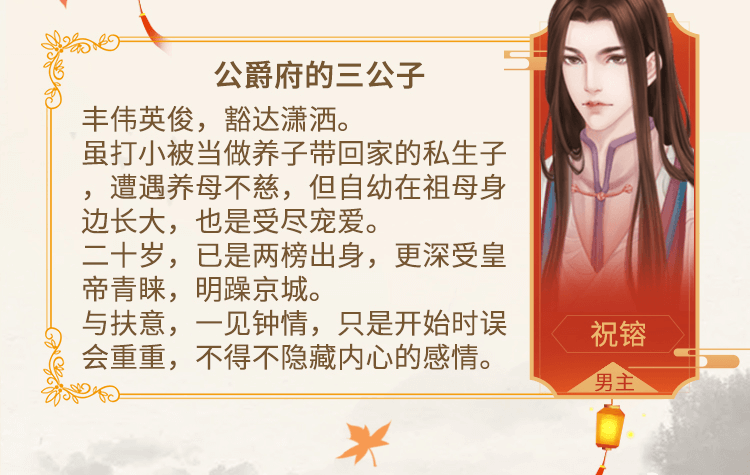 公爵府的三公子
丰伟英俊，豁达潇洒。
虽打小被当做养子带回家的私生子
，遭遇养母不慈，但自幼在祖母身
边长大，也是受尽宠爱。
二十岁，已是两榜出身，更深受皇
帝青睐，明躁京城。
与扶意，一见钟情，只是开始时误
会重重，不得不隐藏内心的感情。
祝镕
男主